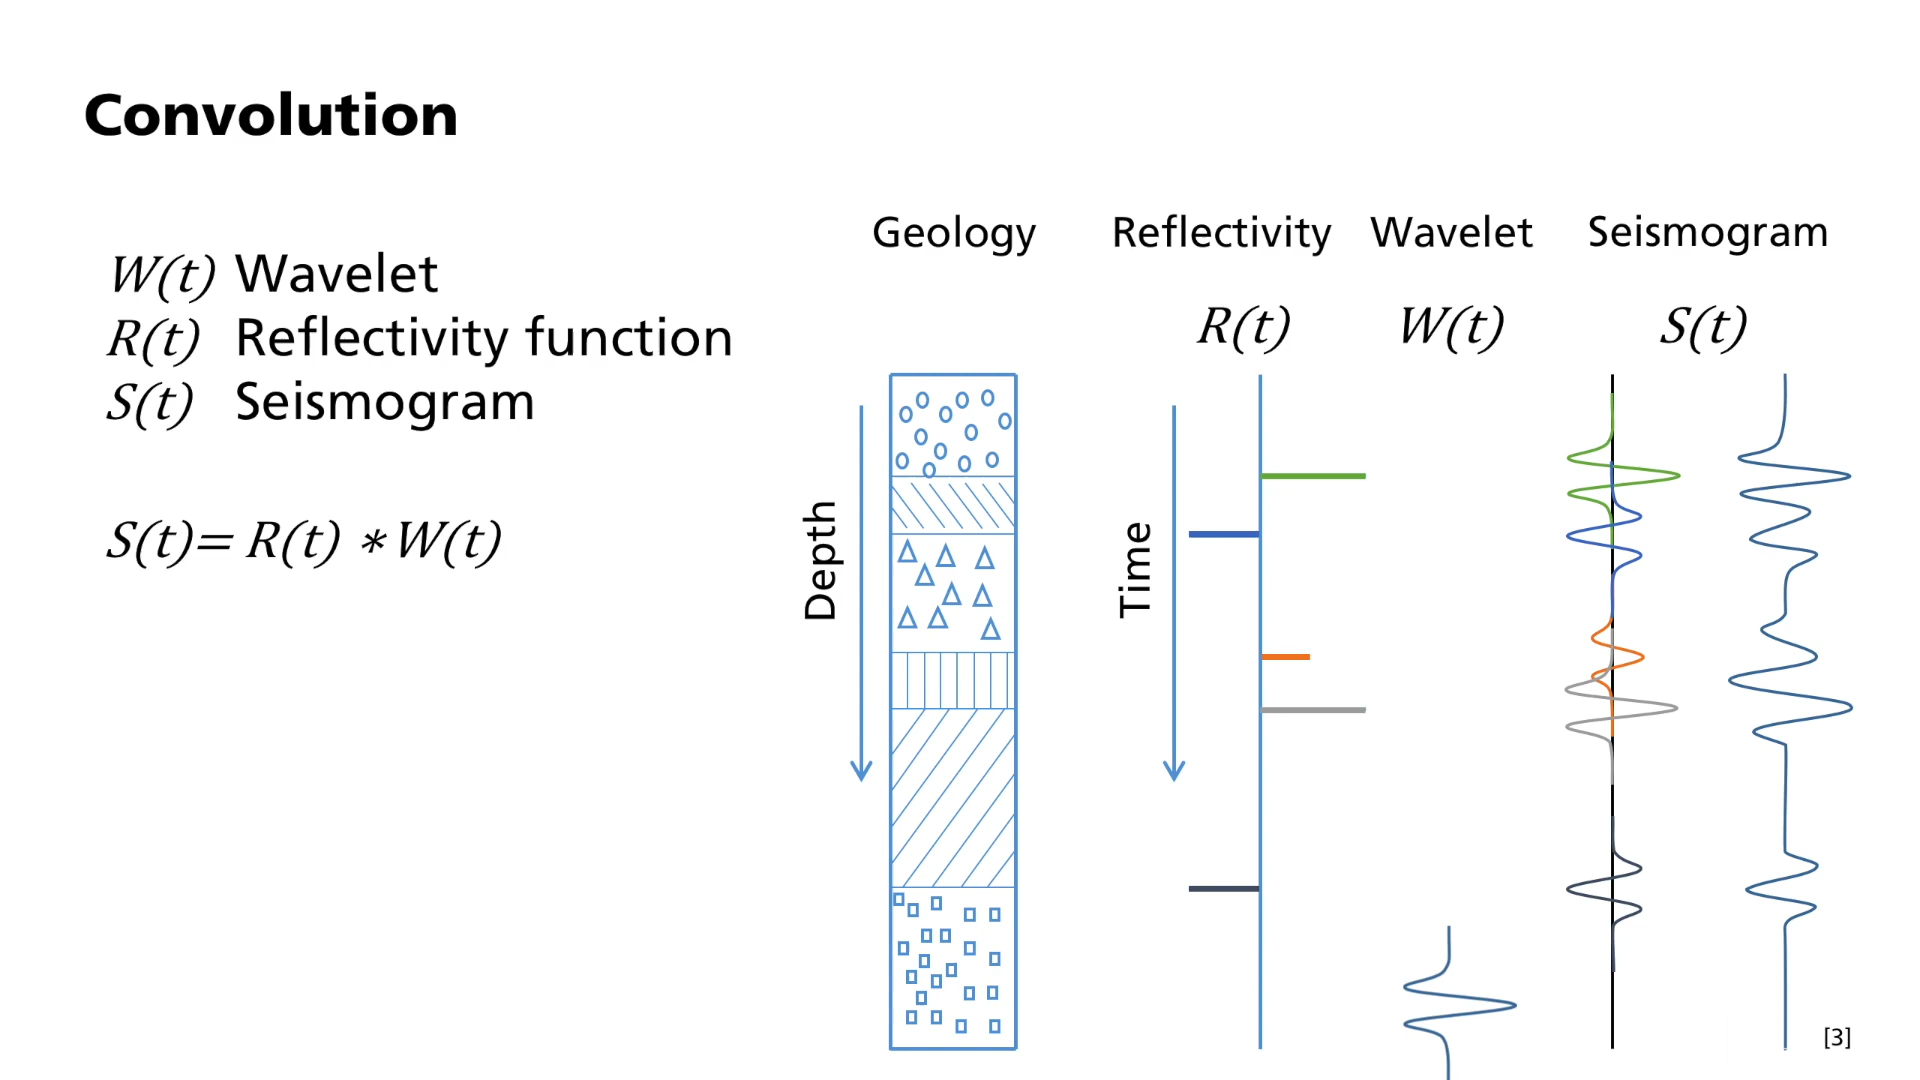 Convolution
W(t) Wavelet
R(t) Reflectivity function
S(t) Seismogram
S(t)= R(t) *W(t)
Geology
Reflectivity
Wavelet
Seismogram
R(t)
W(t)
S(t)
Depth
Time
[3]